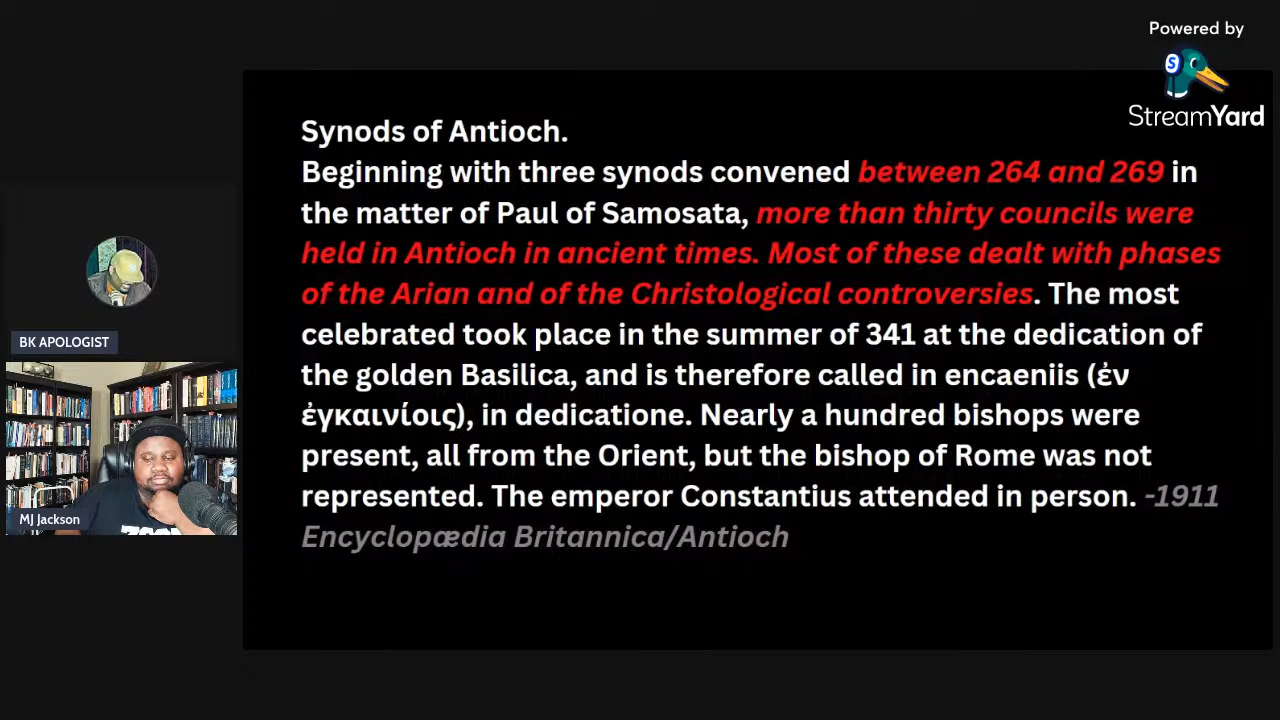 Powered by
StreamYard
Synods of Antioch.
Beginning with three synods convened between 264 and 269 in
the matter of Paul of Samosata, more than thirty councils were
held in Antioch in ancient times. Most of these dealt with phases
of the Arian and of the Christological controversies. The most
celebrated took place in the summer of 341 at the dedication of
the golden Basilica, and is therefore called in encaeniis (ἐν
ἐγκαινίοις), in dedicatione. Nearly a hundred bishops were
present, all from the Orient, but the bishop of Rome was not
represented. The emperor Constantius attended in person. -1911
Encyclopædia Britannica/Antioch
BK APOLOGIST
MJ Jackson